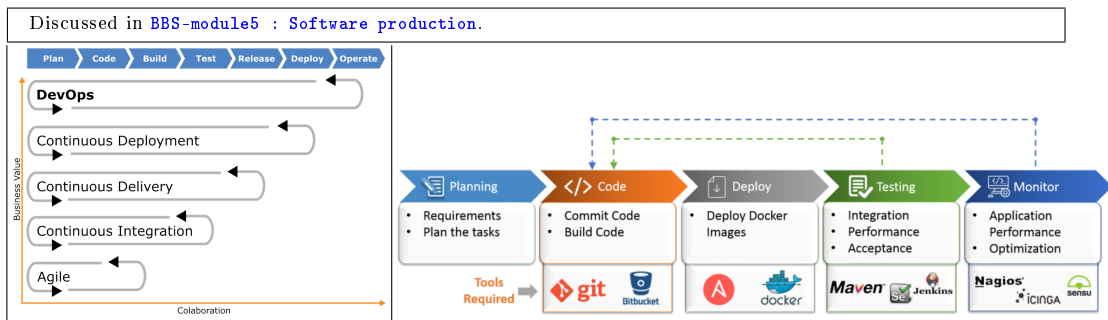 Discussed in BBS-module5 : Software production.
Plan Code Build Test Release Deploy Operate
DevOps
Continuous Deployment
Continuous Delivery
Continuous Integration
Agile
Business Value
Colaboration
Planning
</> Code
Deploy
Testing
Monitor
• Requirements
• Plan the tasks
• Commit Code
• Build Code
• Deploy Docker
Images
• Integration
• Performance
• Acceptance
• Application
Performance
• Optimization
Tools
Required
git
Bitbucket
A
docker
Maven
Se
Jenkins
Nagios
ICINGA
sensu